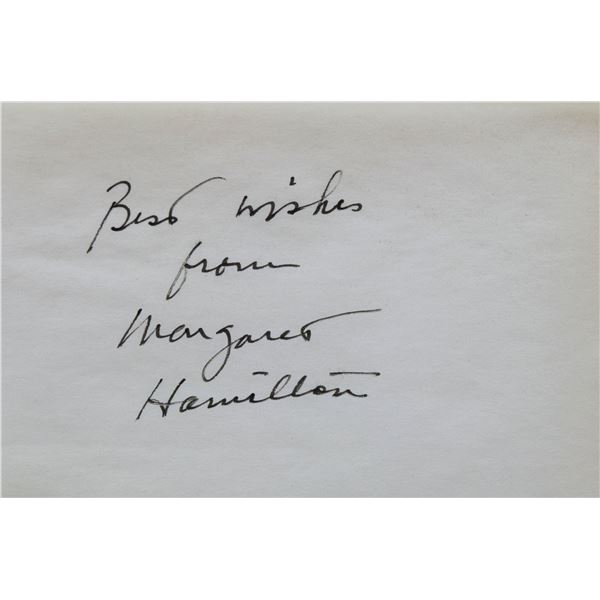 Best wishes
from
Margaret
Hamilton